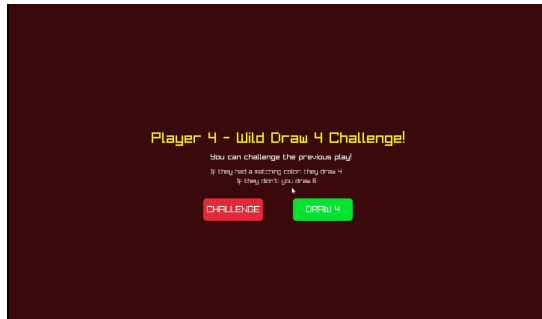 Player 4 - Wild Draw 4 Challenge!
You can challenge the previous play!
If they had a matching color: they draw 4
If they didn't: you draw 6
CHALLENGE
DRAW 4